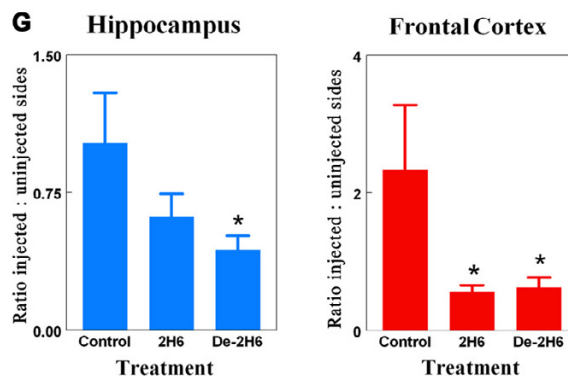 G
Hippocampus
Ratio injected : uninjected sides
1.50
0.75
0.00
*
Control 2H6 De-2H6
Treatment
Frontal Cortex
Ratio injected : uninjected sides
4
2
0
* *
Control 2H6 De-2H6
Treatment